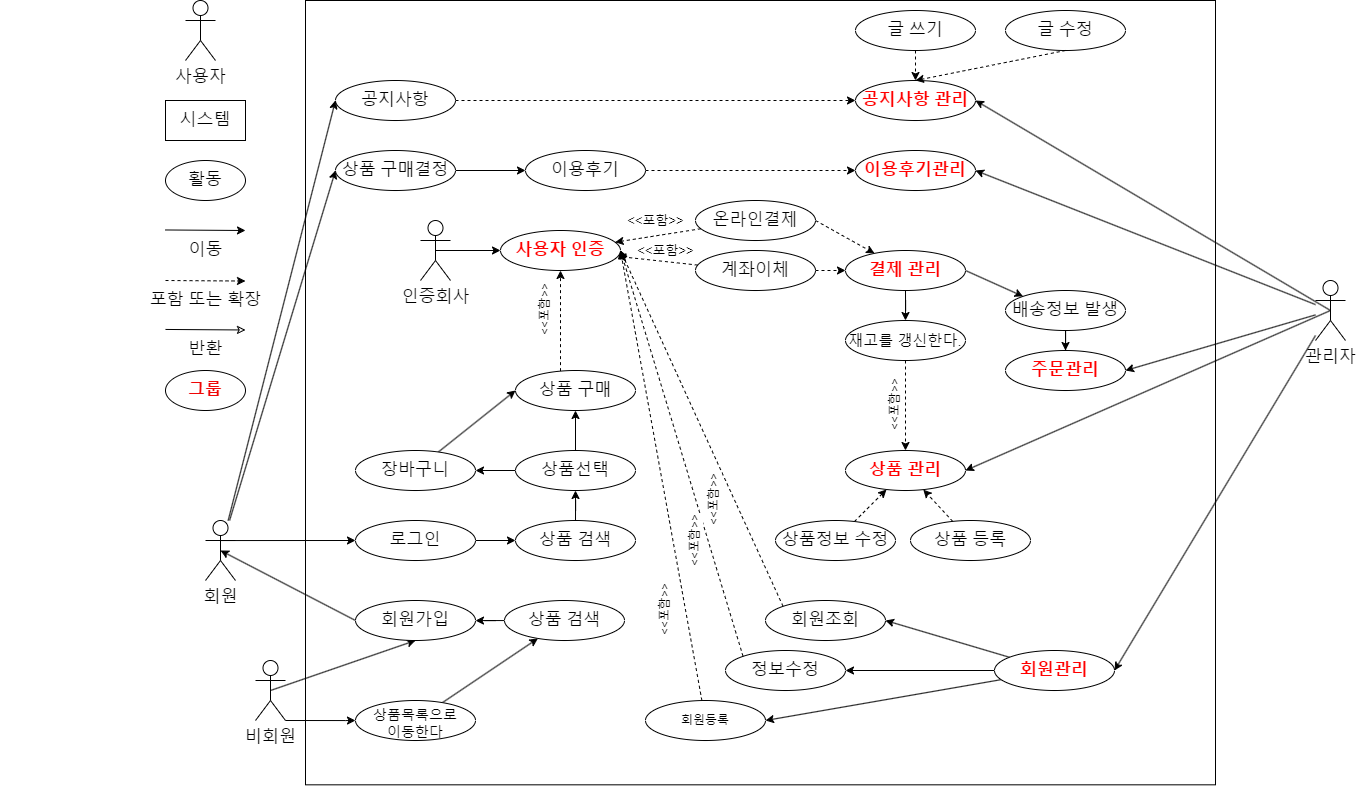 글 쓰기
글 수정
사용자
공지사항
공지사항 관리
시스템
활동
상품 구매결정
이용후기
이용후기관리
이동
포함 또는 확장
반환
그룹
인증회사
사용자 인증
<<포함>>
온라인결제
<<포함>>
계좌이체
결제 관리
<<포함>>
배송정보 발생
재고를 갱신한다.
주문관리
관리자
상품 구매
<<포함>>
장바구니
상품선택
상품 관리
<<포함>>
<<포함>>
로그인
상품 검색
상품정보 수정
상품 등록
회원
<<포함>>
회원가입
상품 검색
회원조회
정보수정
회원관리
비회원
상품목록으로
이동한다
회원등록